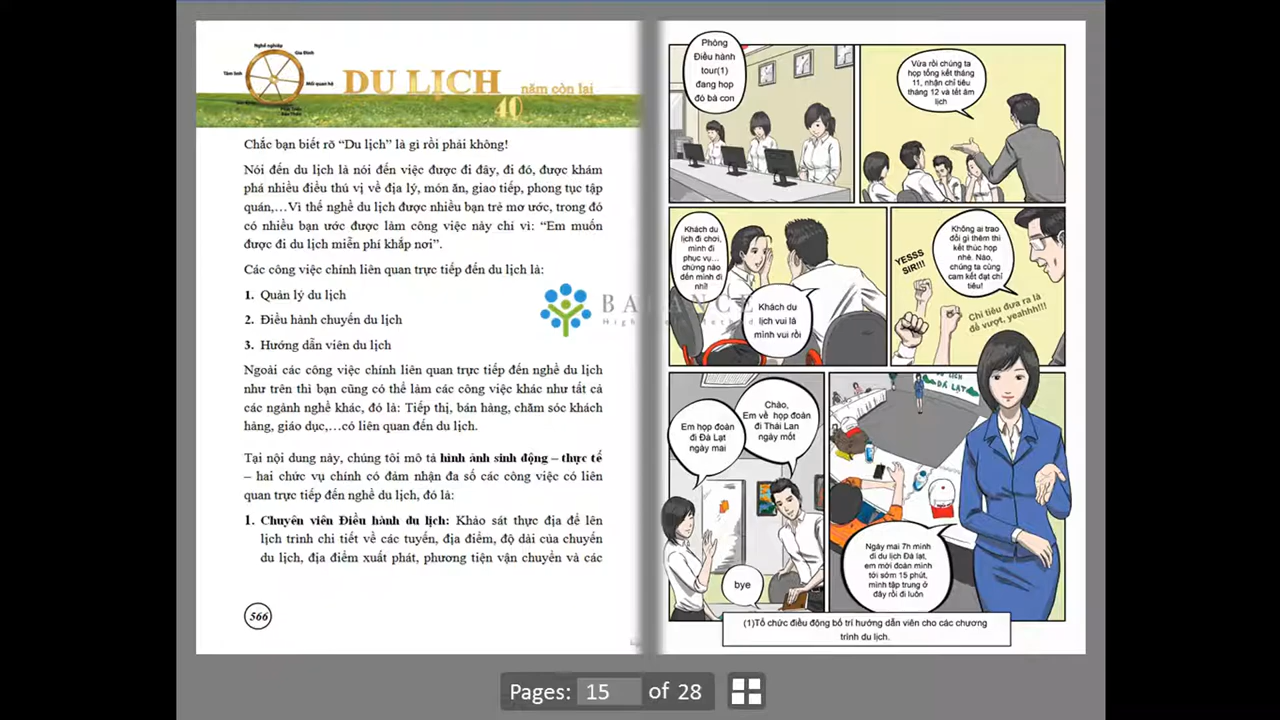 Nghề nghiệp
Gia Đình
Tâm linh
Mối quan hệ
DU LỊCH
40
năm còn lại
Chắc bạn biết rõ “Du lịch” là gì rồi phải không!
Nói đến du lịch là nói đến việc được đi đây, đi đó, được khám
phá nhiều điều thú vị về địa lý, món ăn, giao tiếp, phong tục tập
quán,…Vì thế nghề du lịch được nhiều bạn trẻ mơ ước, trong đó
có nhiều bạn ước được làm công việc này chỉ vì: “Em muốn
được đi du lịch miễn phí khắp nơi”.
Các công việc chính liên quan trực tiếp đến du lịch là:
1. Quản lý du lịch
2. Điều hành chuyến du lịch
3. Hướng dẫn viên du lịch
Ngoài các công việc chính liên quan trực tiếp đến nghề du lịch
như trên thì bạn cũng có thể làm các công việc khác như tất cả
các ngành nghề khác, đó là: Tiếp thị, bán hàng, chăm sóc khách
hàng, giáo dục,…có liên quan đến du lịch.
Tại nội dung này, chúng tôi mô tả hình ảnh sinh động – thực tế
– hai chức vụ chính có đảm nhận đa số các công việc có liên
quan trực tiếp đến nghề du lịch, đó là:
1. Chuyên viên Điều hành du lịch: Khảo sát thực địa để lên
lịch trình chi tiết về các tuyến, địa điểm, độ dài của chuyến
du lịch, địa điểm xuất phát, phương tiện vận chuyển và các
566
Phòng
Điều hành
tour(1)
đang họp
đó bà con
Vừa rồi chúng ta
họp tổng kết tháng
11, nhận chỉ tiêu
tháng 12 và tết âm
lịch
Khách du
lịch đi chơi,
mình đi
phục vụ...
chừng nào
đến mình đi
nhỉ!
Khách du
lịch vui là
mình vui rồi
YESSS
SIR!!!
Không ai trao
đổi gì thêm thì
kết thúc họp
nhé. Nào,
chúng ta cùng
cam kết đạt chỉ
tiêu!
Chỉ tiêu đưa ra là
để vượt, yeahhh!!!
BALANCE
Em họp đoàn
đi Đà Lạt
ngày mai
Chào,
Em về họp đoàn
đi Thái Lan
ngày mốt
bye
DU LỊCH
ĐÀ LẠT
Ngày mai 7h mình
đi du lịch Đà lạt,
em mời đoàn mình
tới sớm 15 phút,
mình tập trung ở
đây rồi đi luôn
(1)Tổ chức điều động bố trí hướng dẫn viên cho các chương
trình du lịch.
Pages: 15 of 28